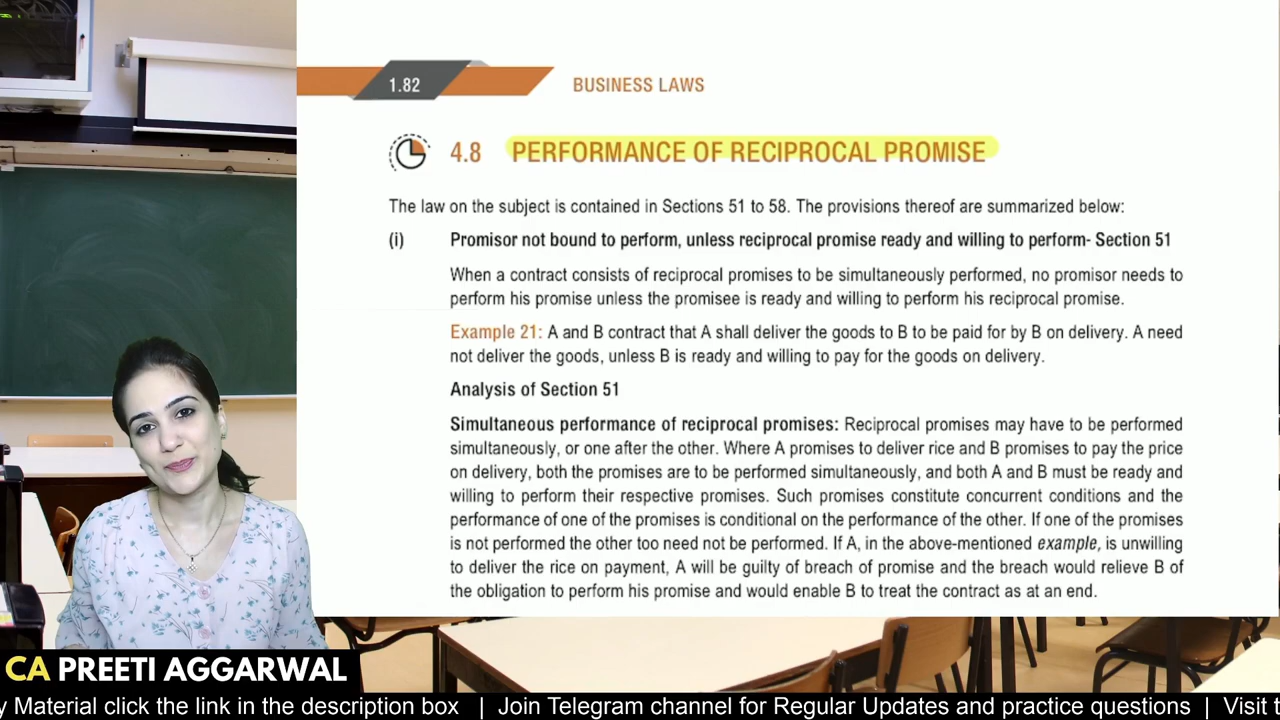 1.82
BUSINESS LAWS
4.8 PERFORMANCE OF RECIPROCAL PROMISE
The law on the subject is contained in Sections 51 to 58. The provisions thereof are summarized below:
(i) Promisor not bound to perform, unless reciprocal promise ready and willing to perform- Section 51
When a contract consists of reciprocal promises to be simultaneously performed, no promisor needs to
perform his promise unless the promisee is ready and willing to perform his reciprocal promise.
Example 21: A and B contract that A shall deliver the goods to B to be paid for by B on delivery. A need
not deliver the goods, unless B is ready and willing to pay for the goods on delivery.
Analysis of Section 51
Simultaneous performance of reciprocal promises: Reciprocal promises may have to be performed
simultaneously, or one after the other. Where A promises to deliver rice and B promises to pay the price
on delivery, both the promises are to be performed simultaneously, and both A and B must be ready and
willing to perform their respective promises. Such promises constitute concurrent conditions and the
performance of one of the promises is conditional on the performance of the other. If one of the promises
is not performed the other too need not be performed. If A, in the above-mentioned example, is unwilling
to deliver the rice on payment, A will be guilty of breach of promise and the breach would relieve B of
the obligation to perform his promise and would enable B to treat the contract as at an end.
CA PREETI AGGARWAL
y Material click the link in the description box | Join Telegram channel for Regular Updates and practice questions | Visit t